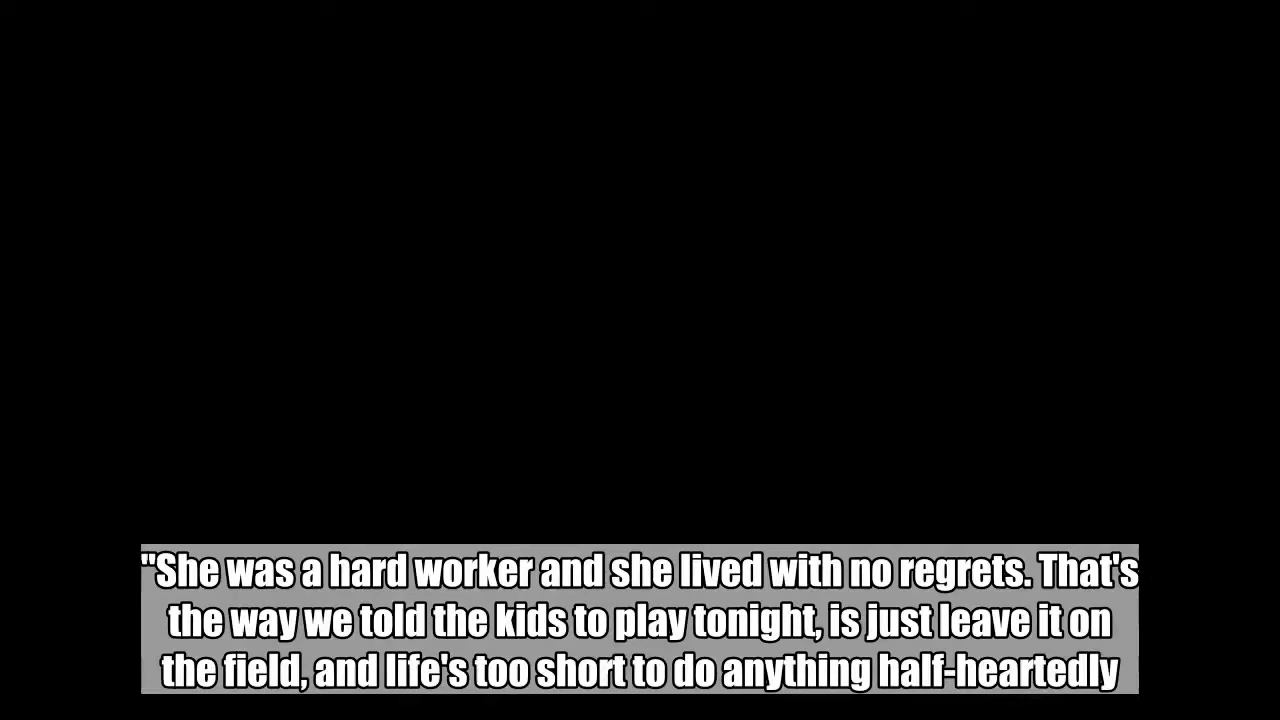 "She was a hard worker and she lived with no regrets. That's
the way we told the kids to play tonight, is just leave it on
the field, and life's too short to do anything half-heartedly